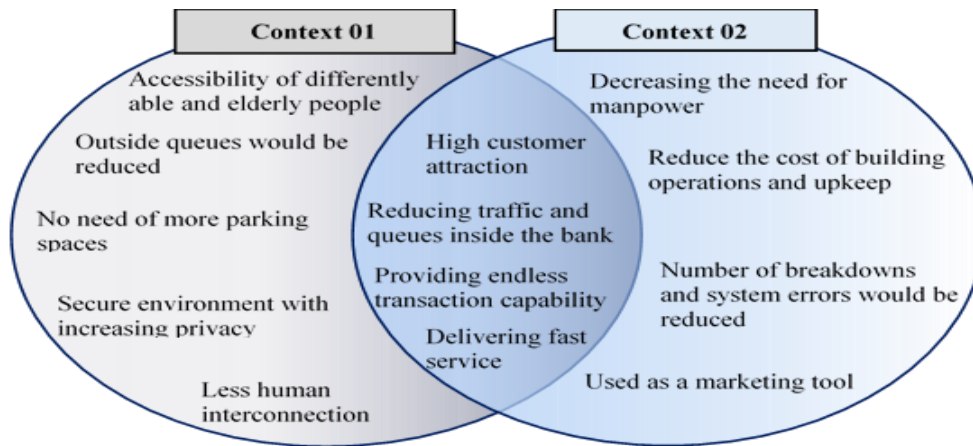 Context 01
Accessibility of differently
able and elderly people
Outside queues would be
reduced
No need of more parking
spaces
Secure environment with
increasing privacy
Less human
interconnection
High customer
attraction
Reducing traffic and
queues inside the bank
Providing endless
transaction capability
Delivering fast
service
Context 02
Decreasing the need for
manpower
Reduce the cost of building
operations and upkeep
Number of breakdowns
and system errors would be
reduced
Used as a marketing tool